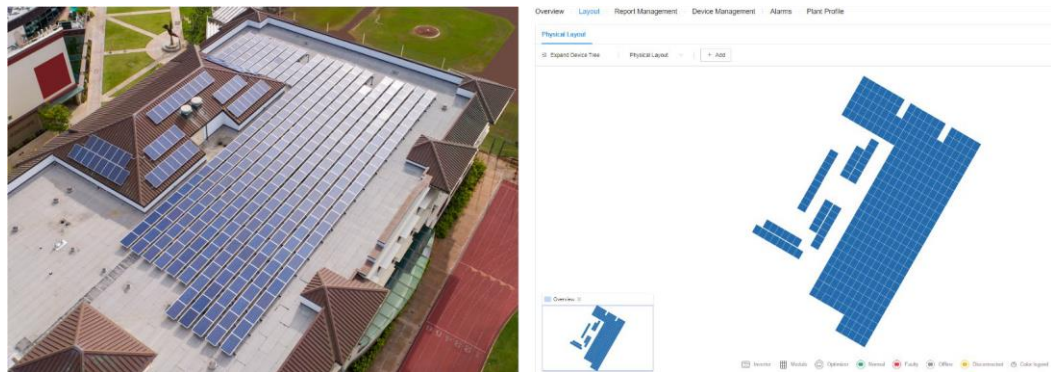 Overview Layout Report Management Device Management Alarms Plant Profile
Physical Layout
Expand Device Tree Physical Layout + Add
Overview
Inverter Module Optimizer Normal Faulty Offline Disconnected Color legend